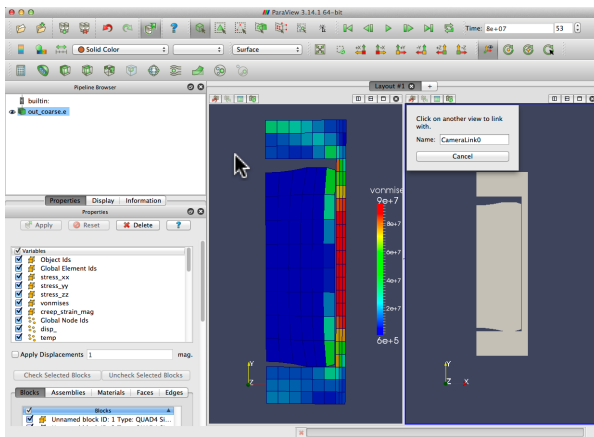 ParaView 3.14.1 64-bit
Time: 8e+07 53
Solid Color
Surface
Pipeline Browser
Layout #1 +
builtin:
out_coarse.e
Click on another view to link
with.
Name: CameraLink0
Cancel
Properties Display Information
Properties
Apply Reset Delete ?
Variables
Object Ids
Global Element Ids
stress_xx
stress_yy
stress_zz
vonmises
creep_strain_mag
Global Node Ids
disp_
temp
Apply Displacements 1 mag.
Check Selected Blocks Uncheck Selected Blocks
Blocks Assemblies Materials Faces Edges
Blocks
Unnamed block ID: 1 Type: QUAD4 Si...
vonmise
9e+7
8e+7
6e+7
4e+7
2e+7
6e+5
Y
Z
Y
Z X